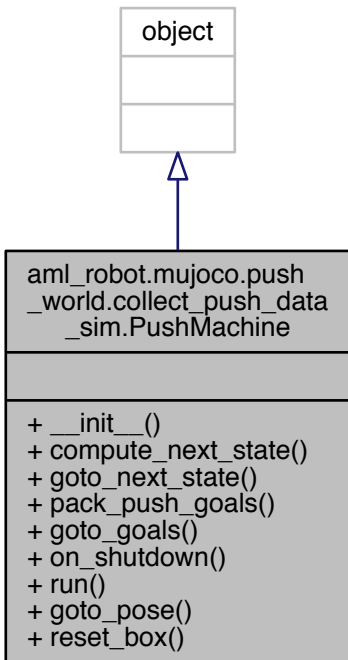 object
aml_robot.mujoco.push
_world.collect_push_data
_sim.PushMachine
+ __init__()
+ compute_next_state()
+ goto_next_state()
+ pack_push_goals()
+ goto_goals()
+ on_shutdown()
+ run()
+ goto_pose()
+ reset_box()